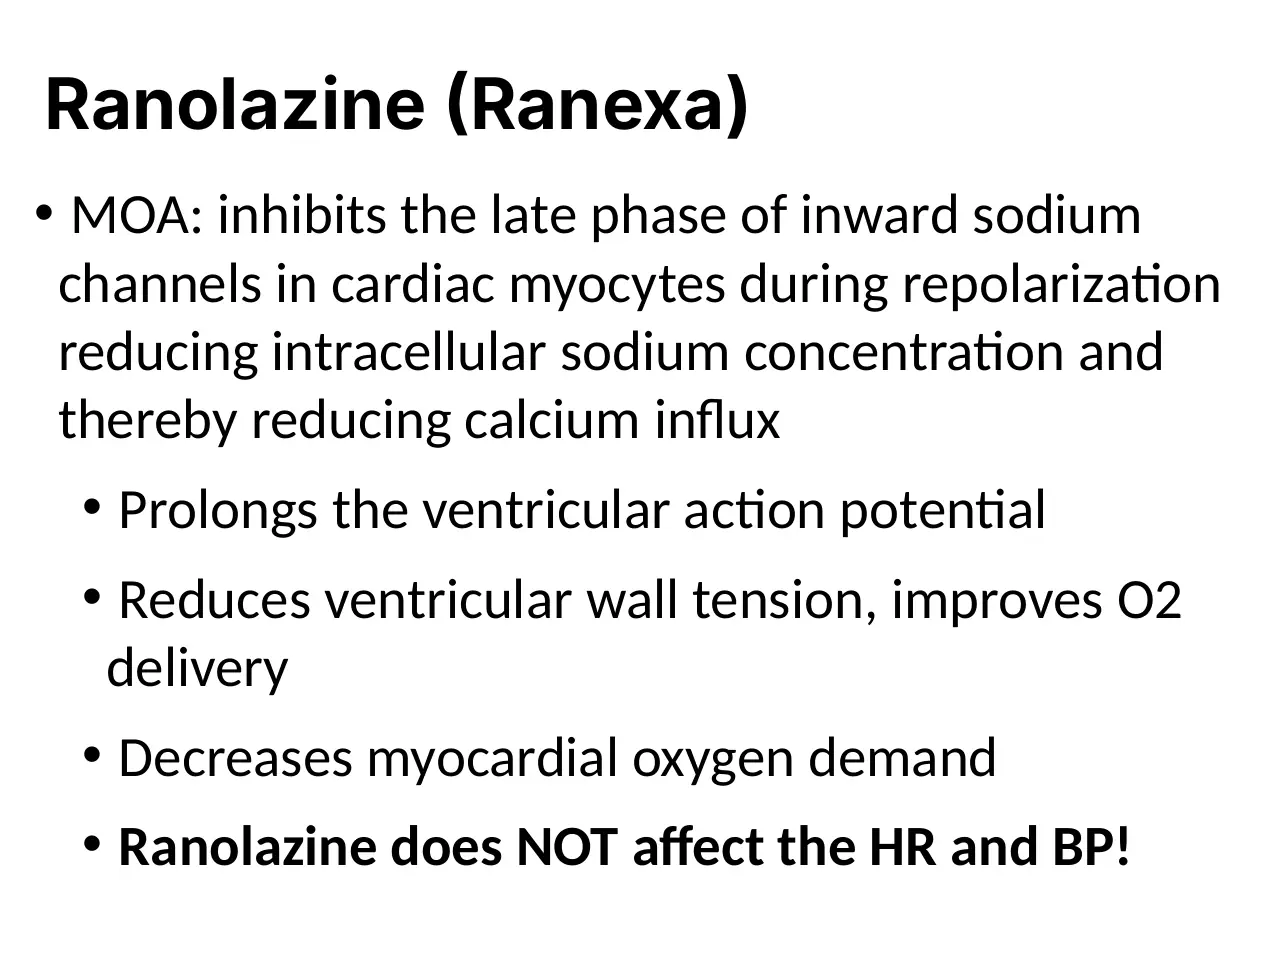 Ranolazine (Ranexa)
• MOA: inhibits the late phase of inward sodium
channels in cardiac myocytes during repolarization
reducing intracellular sodium concentration and
thereby reducing calcium influx
• Prolongs the ventricular action potential
• Reduces ventricular wall tension, improves O2
delivery
• Decreases myocardial oxygen demand
• Ranolazine does NOT affect the HR and BP!